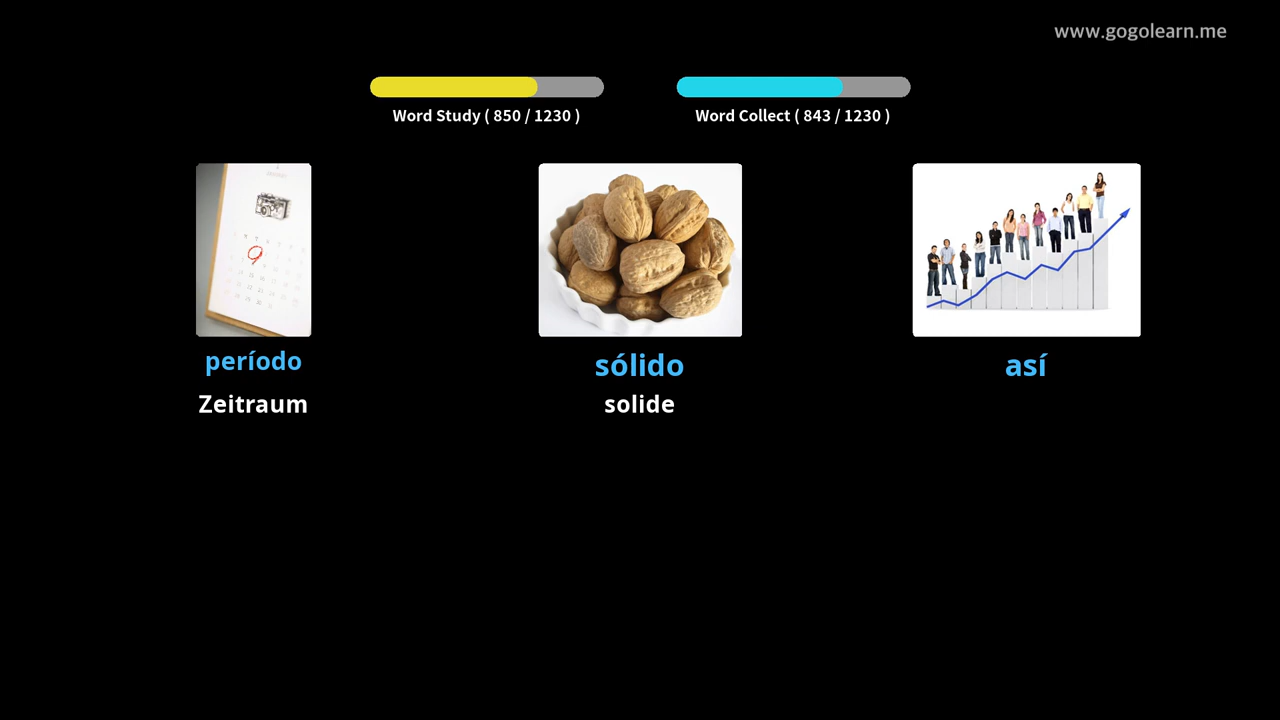 www.gogolearn.me
Word Study ( 850 / 1230 )
Word Collect ( 843 / 1230 )
período
sólido
así
Zeitraum
solide